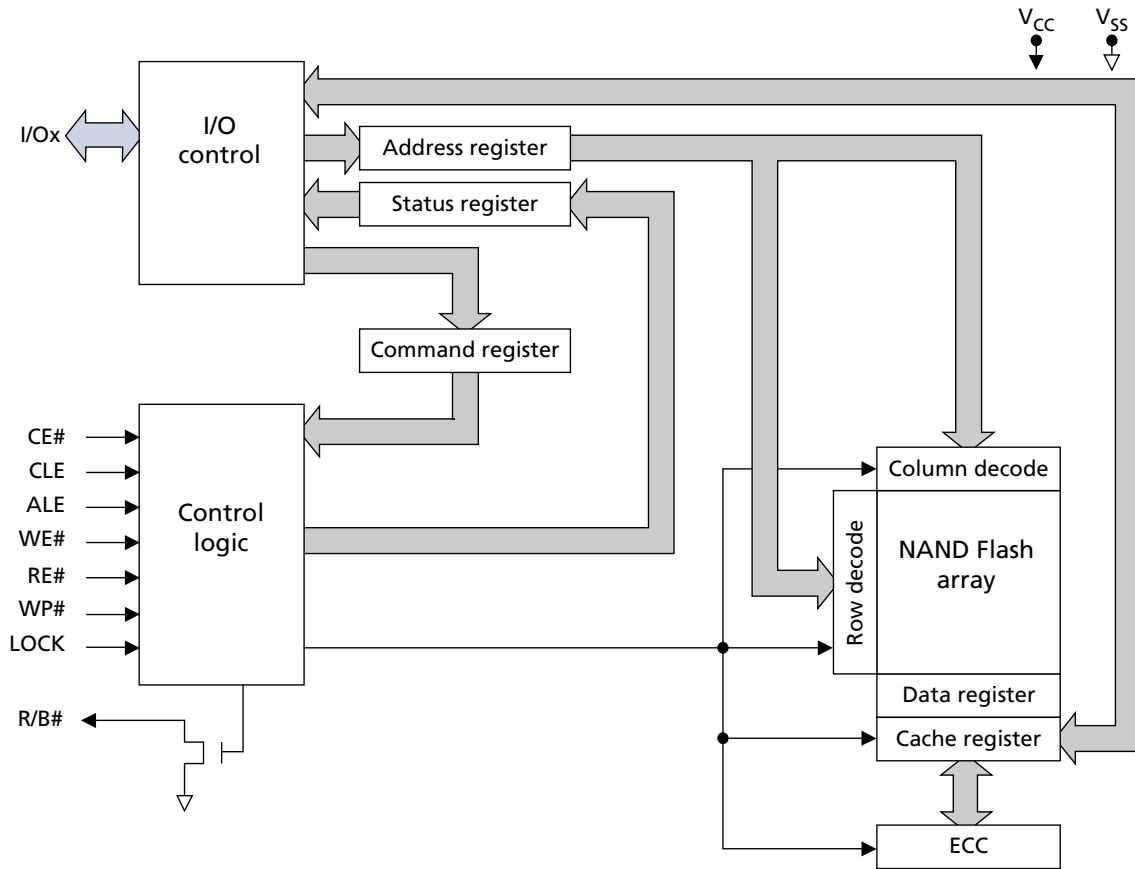 VCC
VSS
I/Ox
I/O
control
Address register
Status register
Command register
CE#
CLE
ALE
WE#
RE#
WP#
LOCK
Control
logic
R/B#
Column decode
Row decode
NAND Flash
array
Data register
Cache register
ECC